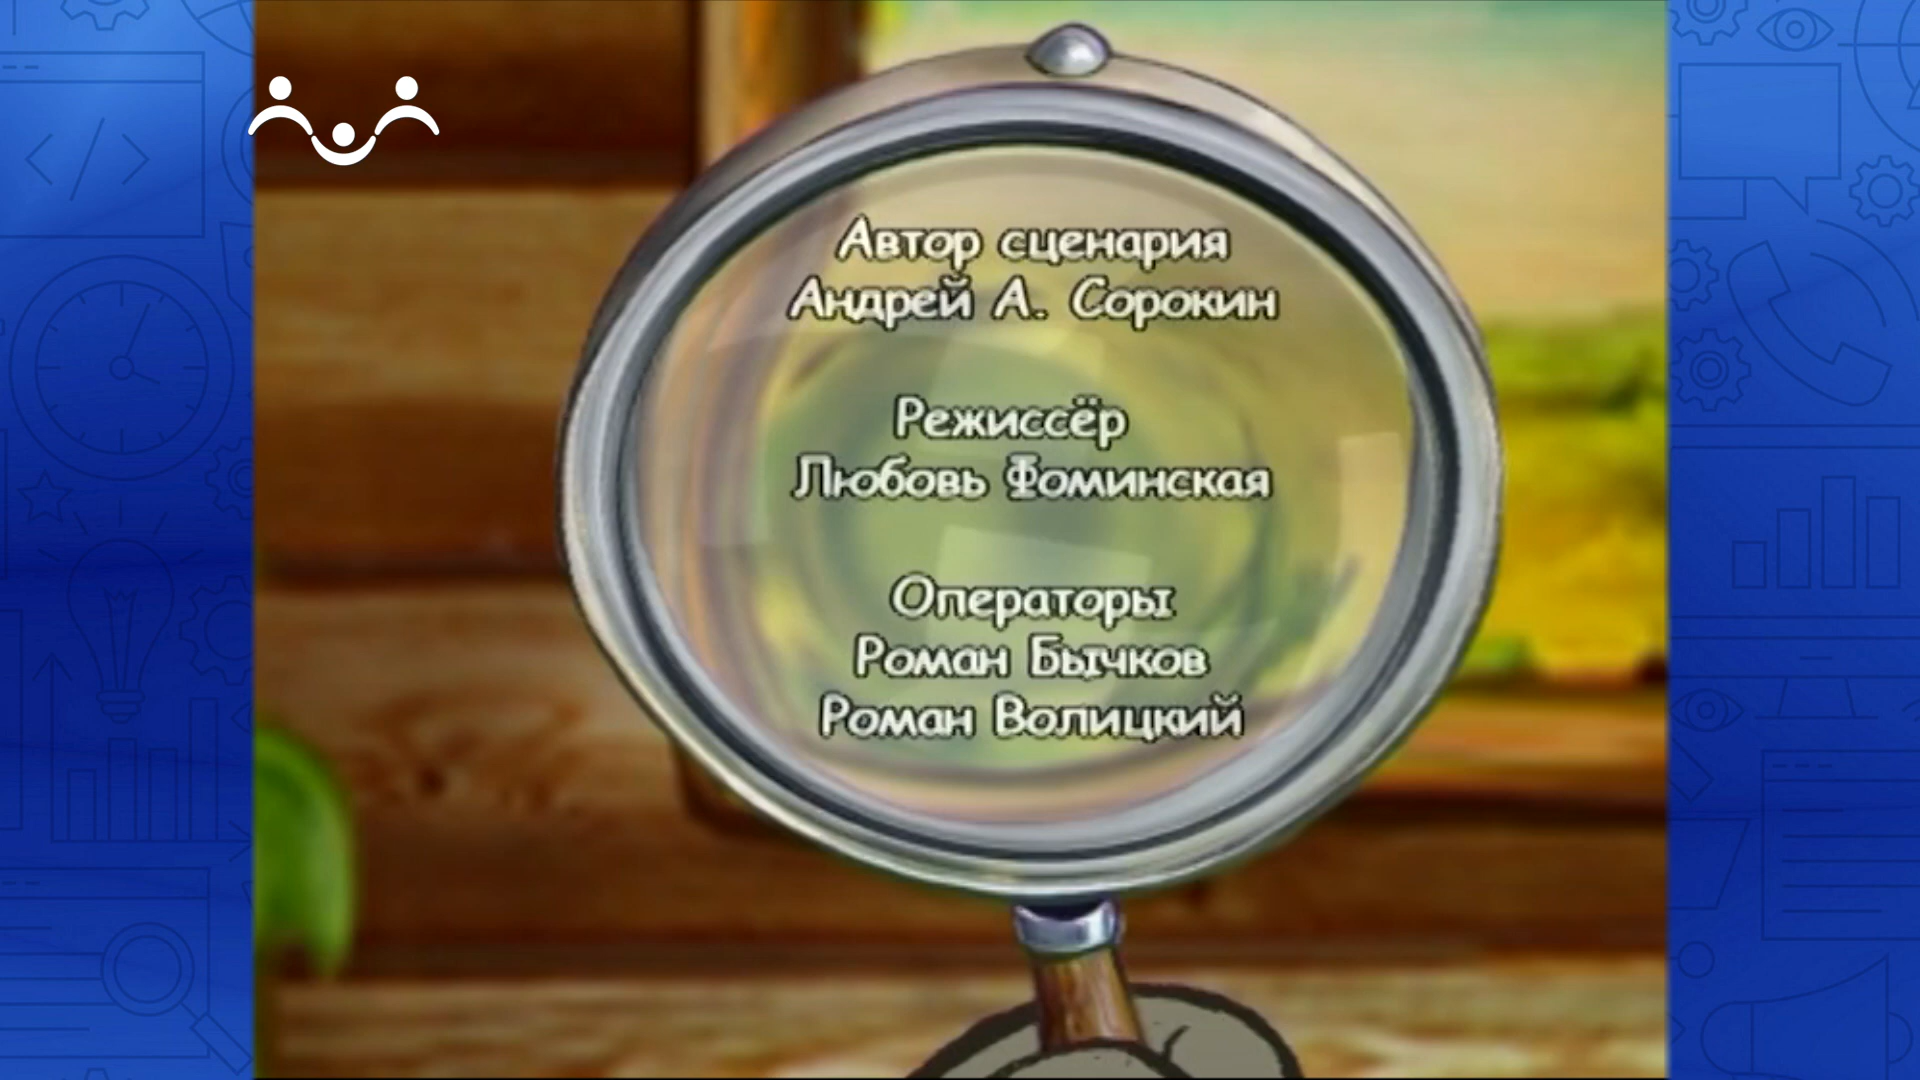 Автор сценария
Андрей А. Сорокин
Режиссёр
Любовь Фоминская
Операторы
Роман Бычков
Роман Волицкий